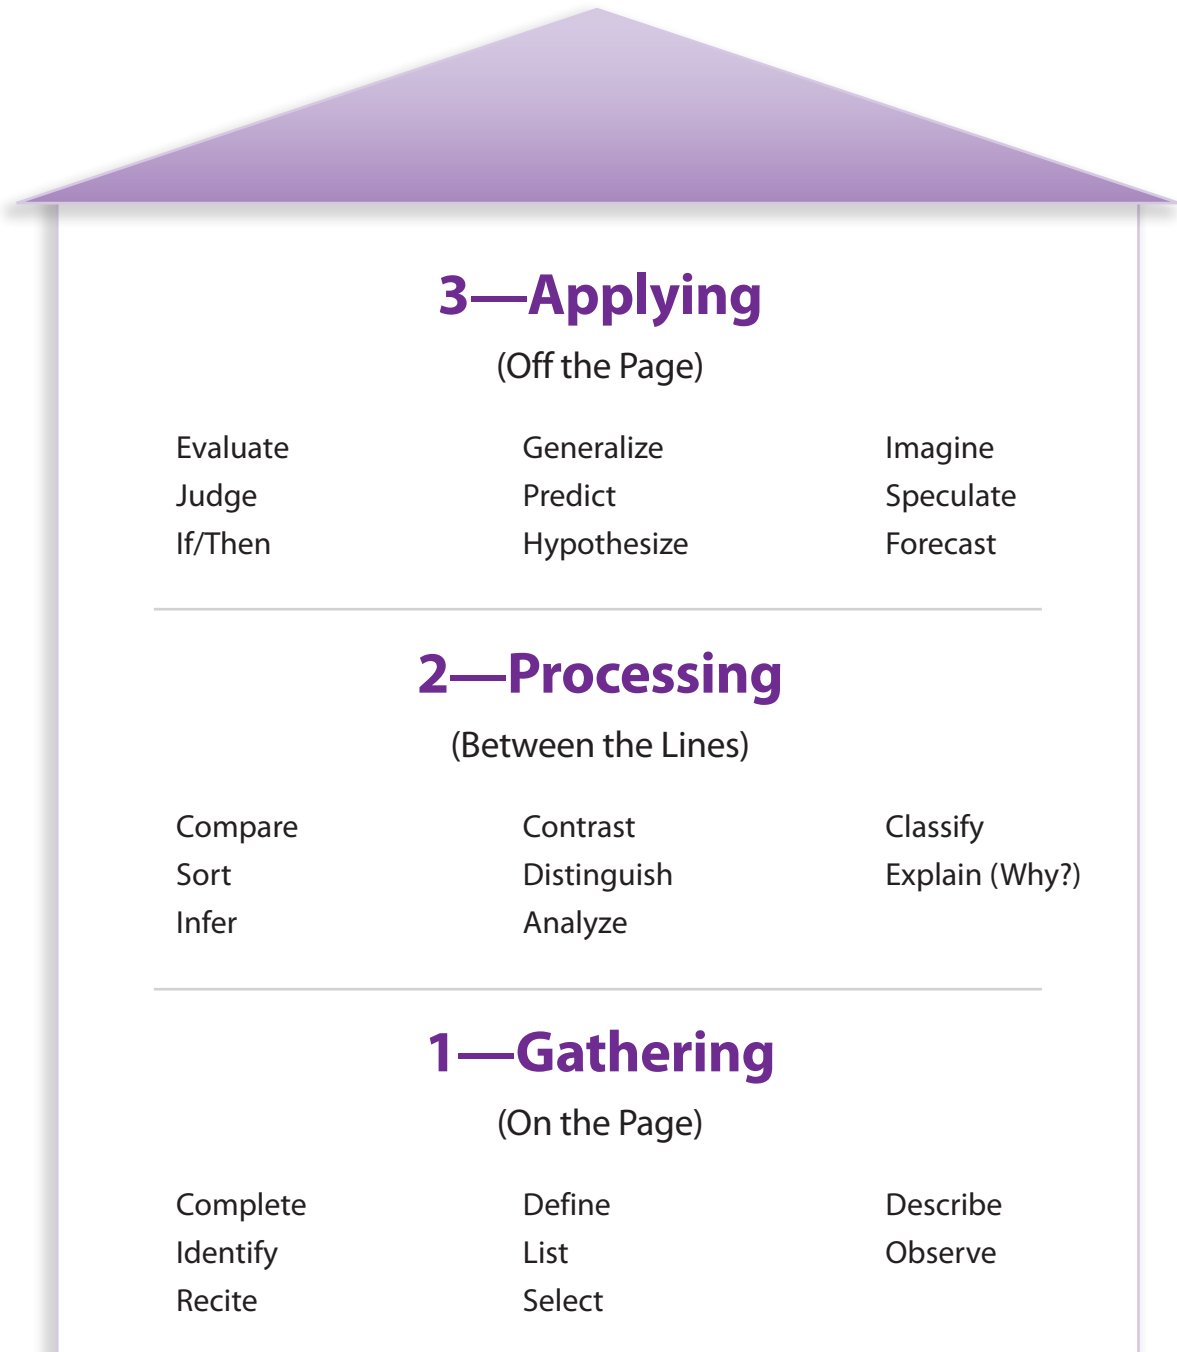 3—Applying
(Off the Page)
Evaluate Generalize Imagine
Judge Predict Speculate
If/Then Hypothesize Forecast
2—Processing
(Between the Lines)
Compare Contrast Classify
Sort Distinguish Explain (Why?)
Infer Analyze
1—Gathering
(On the Page)
Complete Define Describe
Identify List Observe
Recite Select